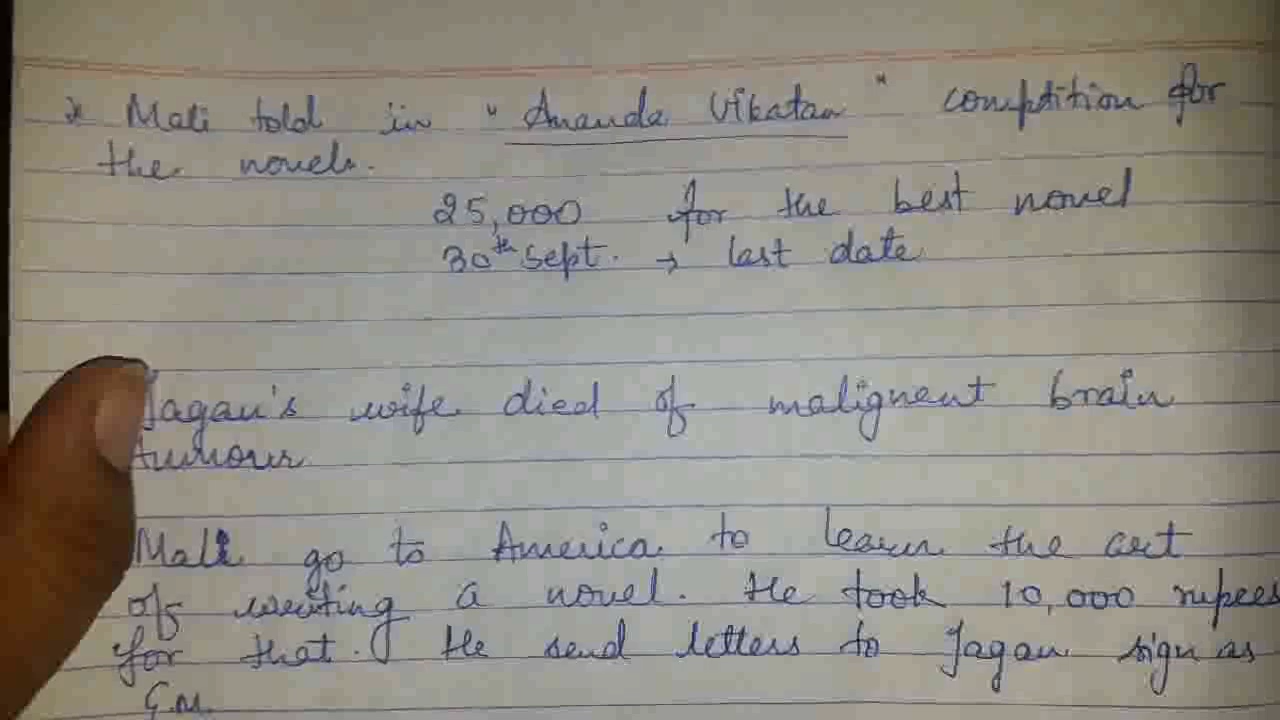 * Mali told in "Ananda Vikatan" compition for
the novels.
25,000 for the best novel
30th Sept. → last date
Jagan's wife died of malignent brain
tumour
Mali go to America to learn the art
of writing a novel. He took 10,000 rupees
for that. He send letters to Jagan sign as
G.M.